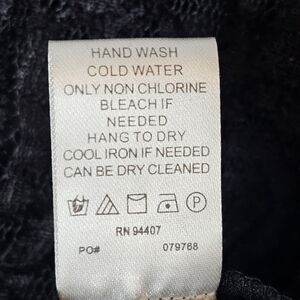 HAND WASH
COLD WATER
ONLY NON CHLORINE
BLEACH IF
NEEDED
HANG TO DRY
COOL IRON IF NEEDED
CAN BE DRY CLEANED
P
RN 94407
PO# 079768